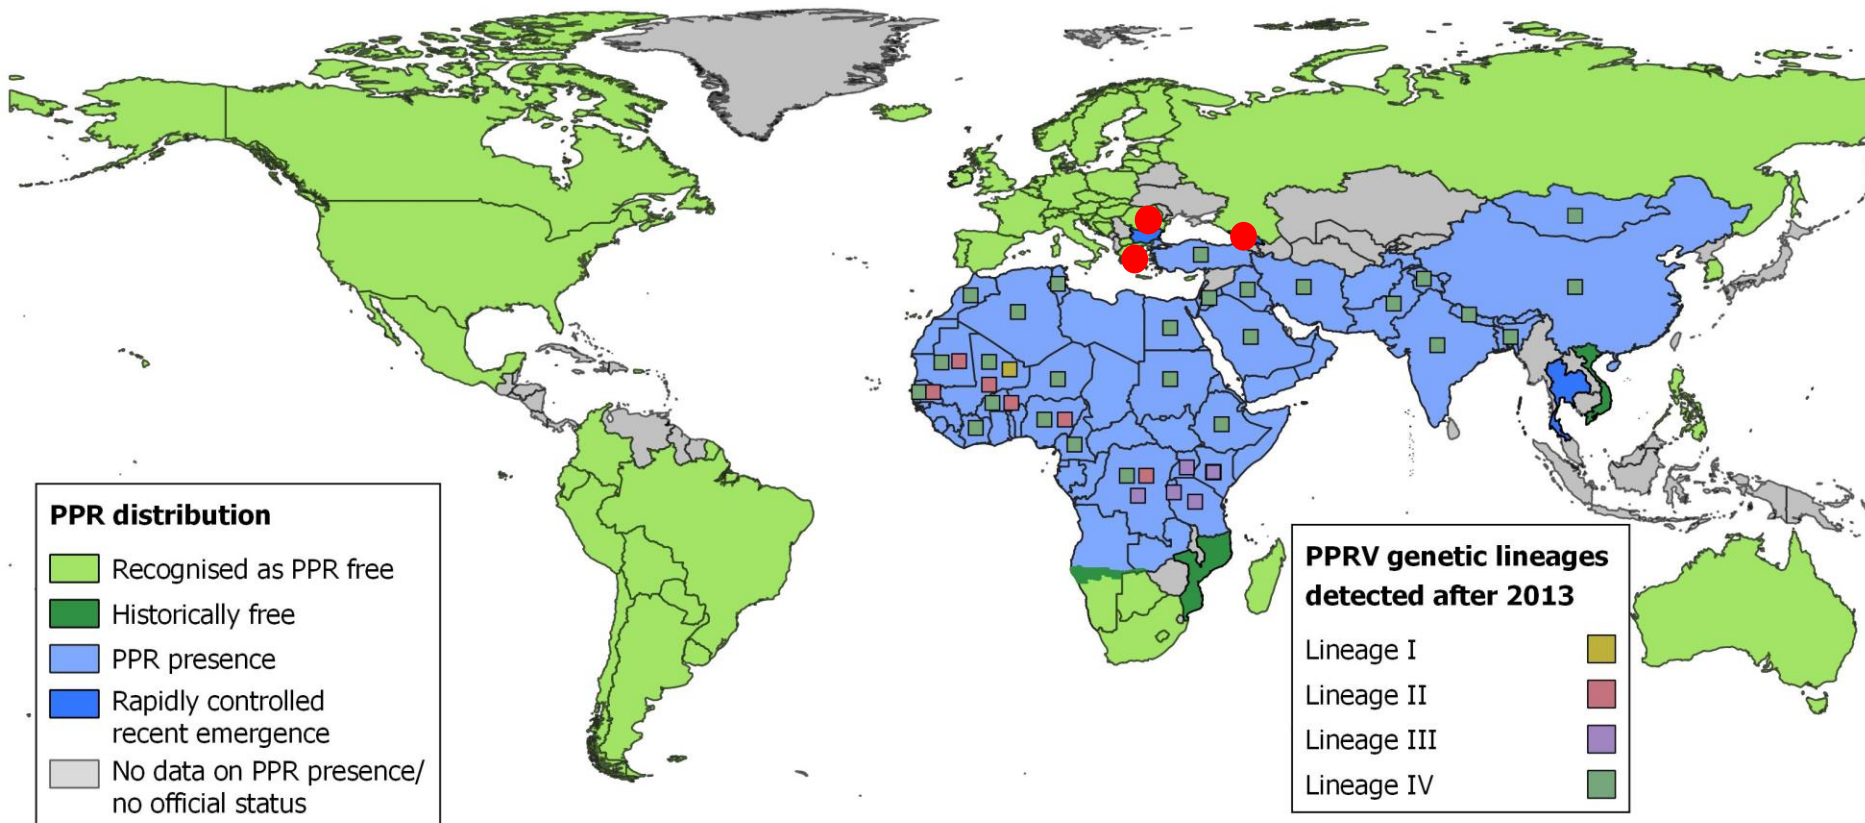 PPR distribution
Recognised as PPR free
Historically free
PPR presence
Rapidly controlled
recent emergence
No data on PPR presence/
no official status
PPRV genetic lineages
detected after 2013
Lineage I
Lineage II
Lineage III
Lineage IV